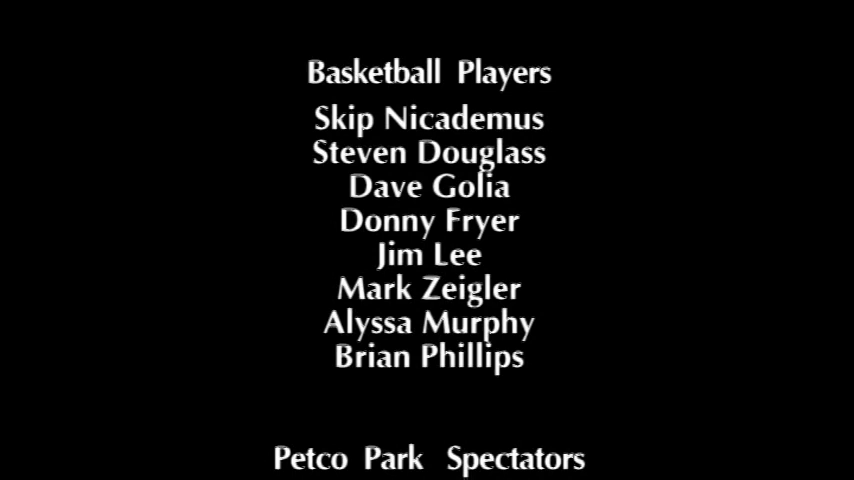 Basketball Players
Skip Nicademus
Steven Douglass
Dave Golia
Donny Fryer
Jim Lee
Mark Zeigler
Alyssa Murphy
Brian Phillips
Petco Park Spectators